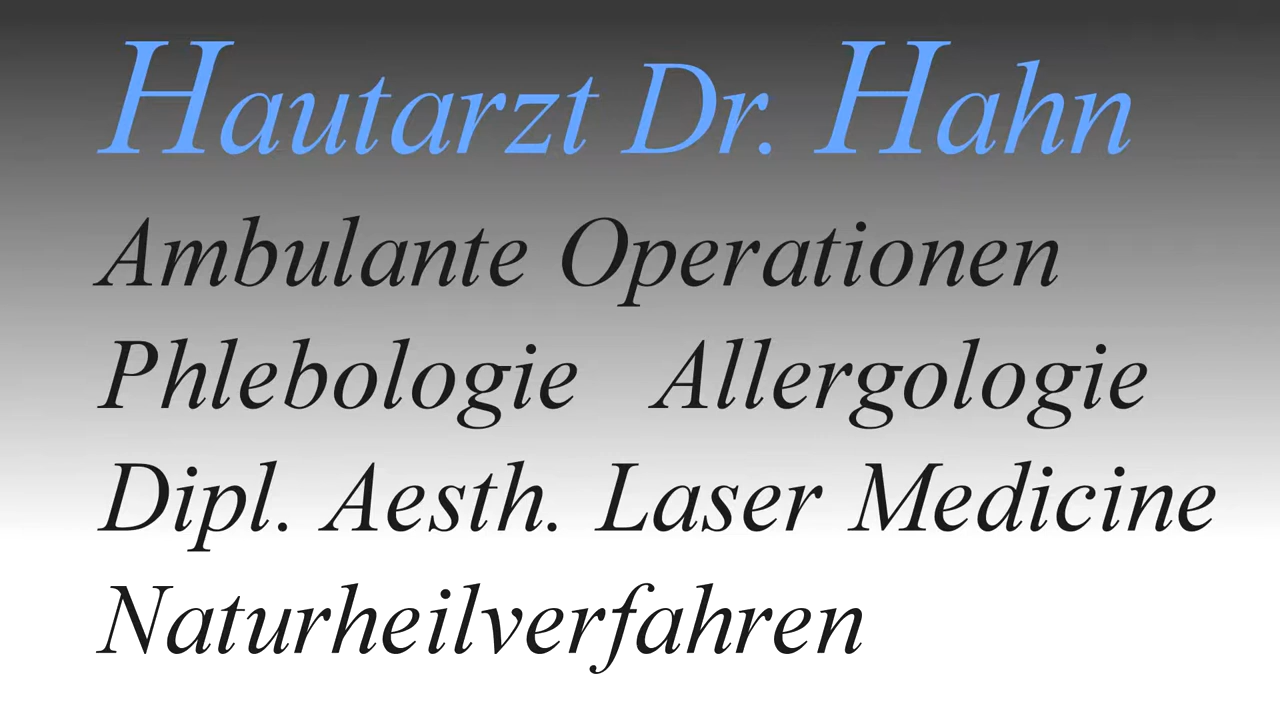 Hautarzt Dr. Hahn
Ambulante Operationen
Phlebologie Allergologie
Dipl. Aesth. Laser Medicine
Naturheilverfahren